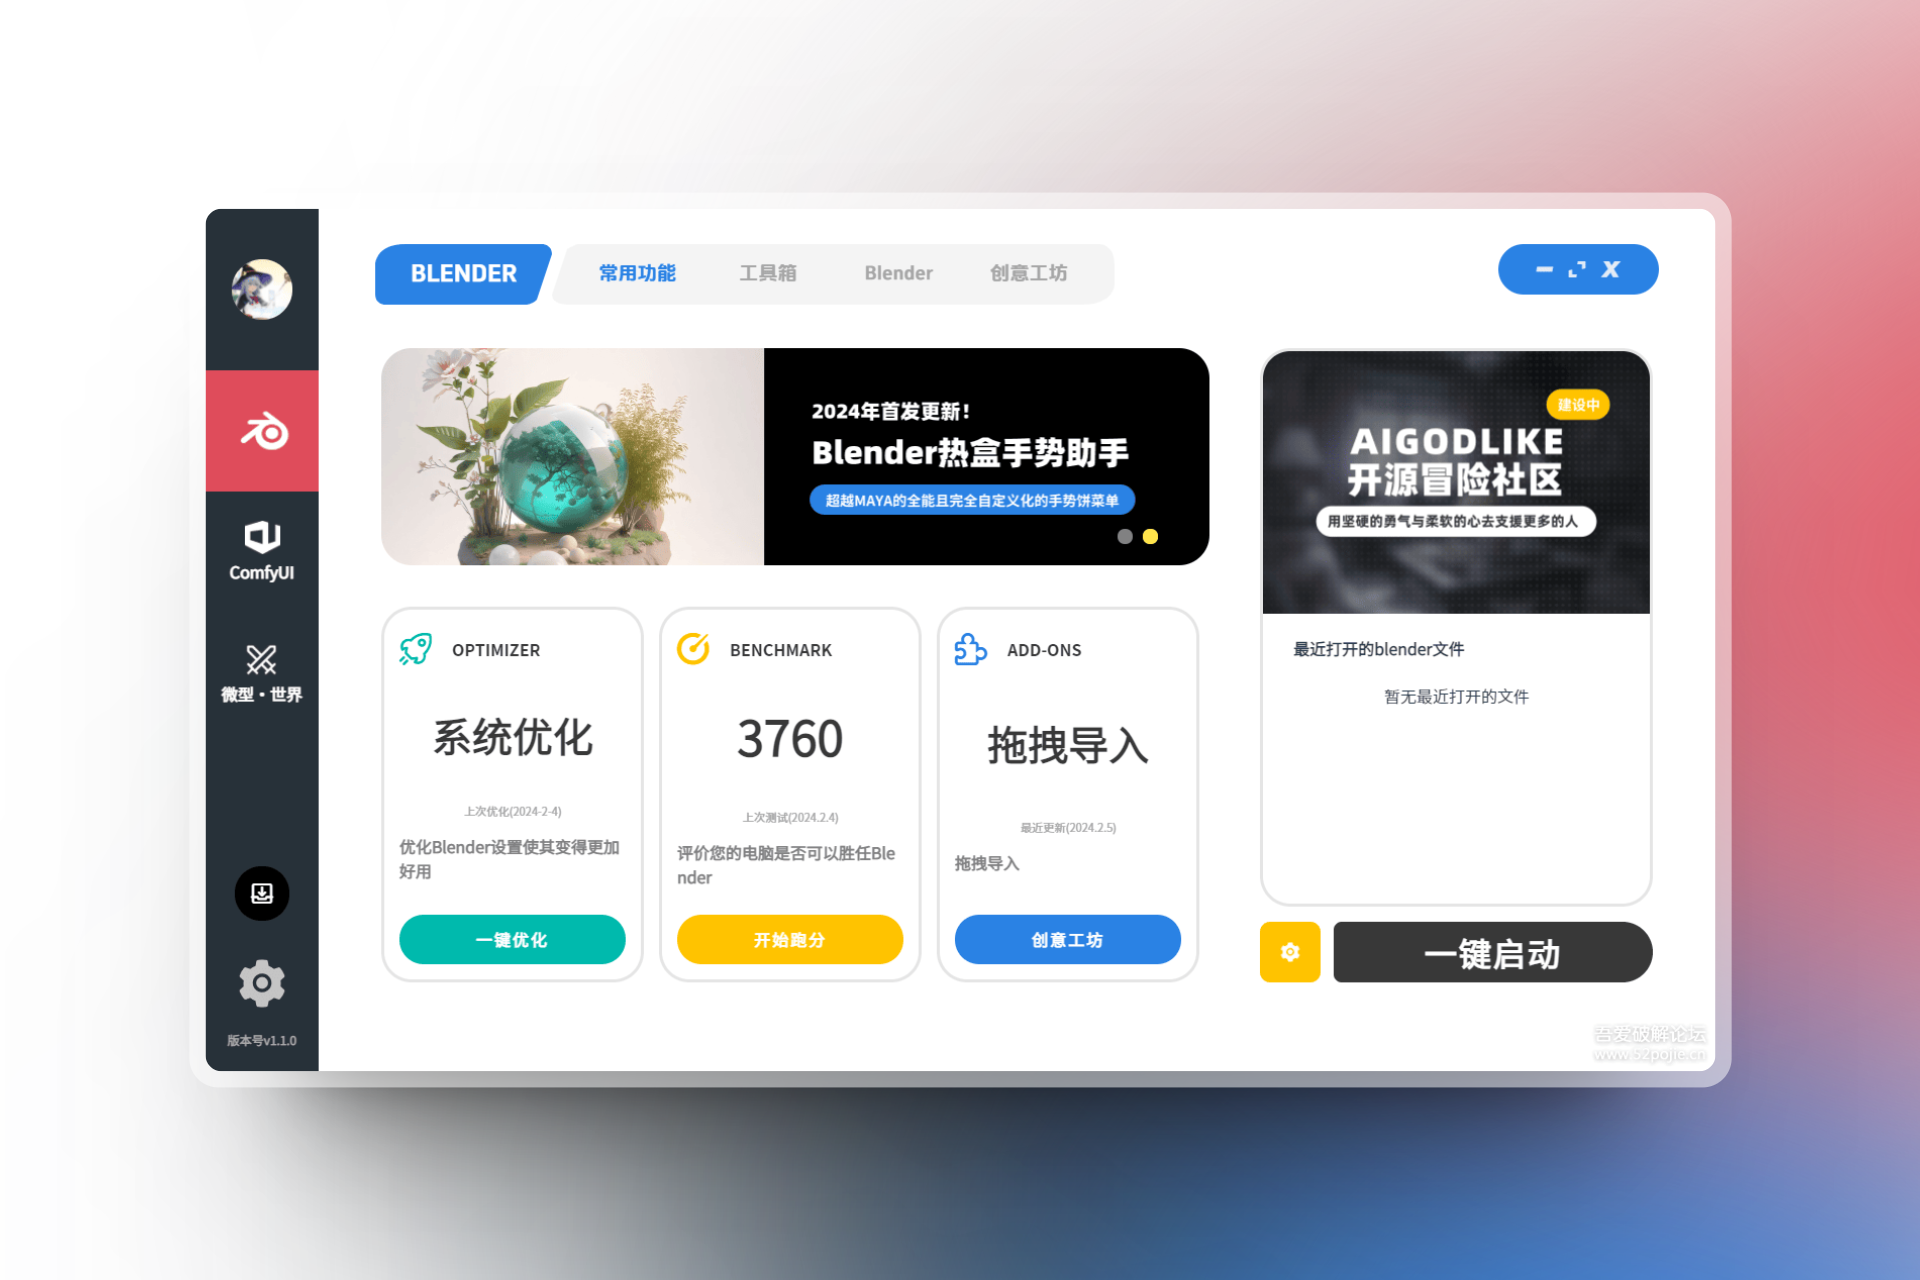 BLENDER
常用功能
工具箱
Blender
创意工坊
X
ComfyUI
微型·世界
版本号v1.1.0
2024年首发更新!
Blender热盒手势助手
超越MAYA的全能且完全自定义化的手势饼菜单
建设中
AIGODLIKE
开源冒险社区
用坚硬的勇气与柔软的心去支援更多的人
最近打开的blender文件
暂无最近打开的文件
OPTIMIZER
系统优化
上次优化(2024-2-4)
优化Blender设置使其变得更加
好用
一键优化
BENCHMARK
3760
上次测试(2024.2.4)
评价您的电脑是否可以胜任Ble
nder
开始跑分
ADD-ONS
拖拽导入
最近更新(2024.2.5)
拖拽导入
创意工坊
一键启动
吾爱破解论坛
www.52pojie.cn